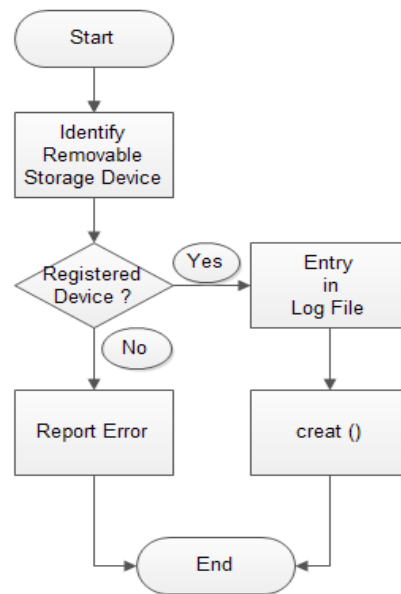 Start
Identify
Removable
Storage Device
Registered
Device ?
Yes
Entry
in
Log File
No
Report Error
creat ()
End